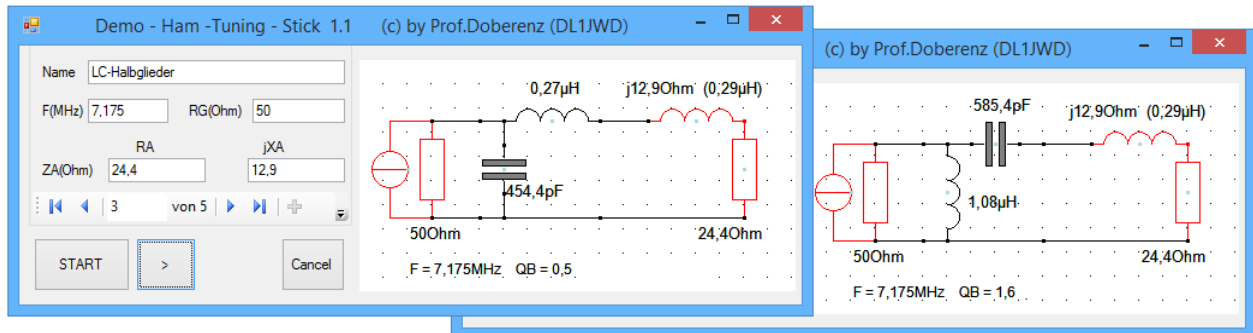 Demo - Ham -Tuning - Stick 1.1 (c) by Prof.Doberenz (DL1JWD)
Name LC-Halbglieder
F(MHz) 7,175 RG(Ohm) 50
RA jXA
ZA(Ohm) 24,4 12,9
3 von 5
START > Cancel
0,27µH j12,9Ohm (0,29µH)
454,4pF
50Ohm 24,4Ohm
F = 7,175MHz QB = 0,5
(c) by Prof.Doberenz (DL1JWD)
585,4pF j12,9Ohm (0,29µH)
1,08µH
50Ohm 24,4Ohm
F = 7,175MHz QB = 1,6